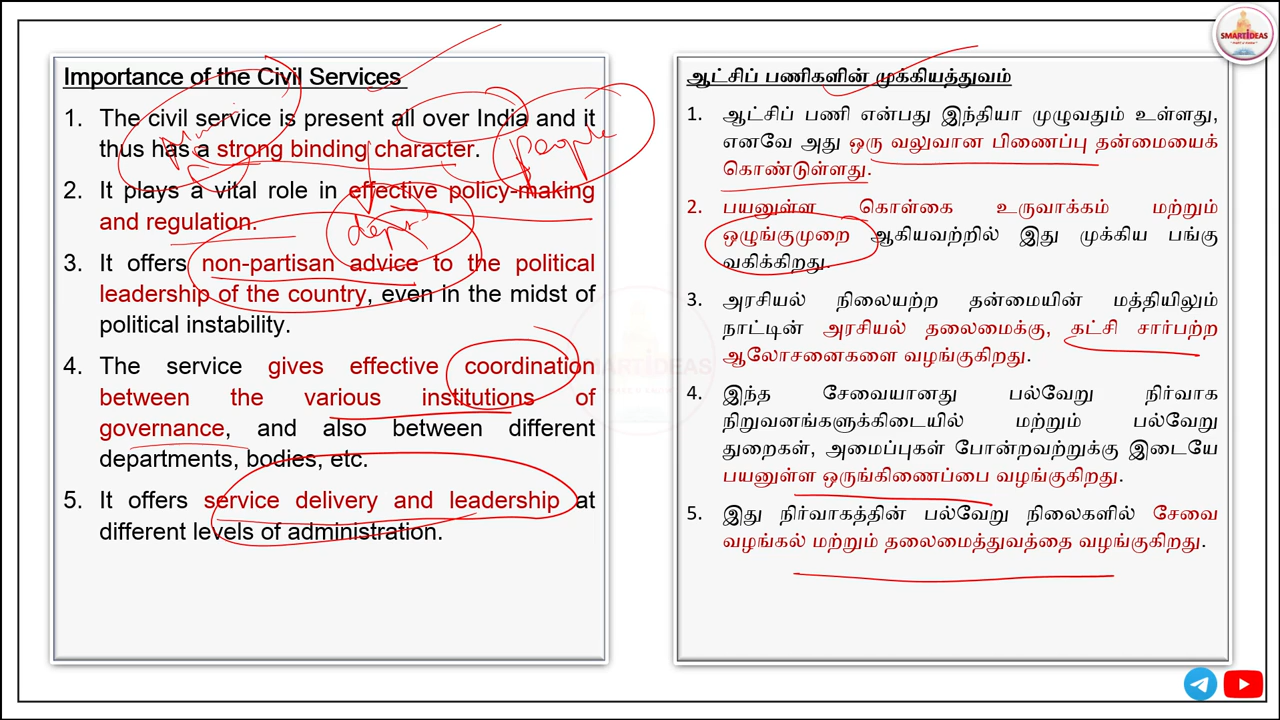 SMARTIDEAS
Importance of the Civil Services
1. The civil service is present all over India and it
thus has a strong binding character.
2. It plays a vital role in effective policy-making
and regulation.
3. It offers non-partisan advice to the political
leadership of the country, even in the midst of
political instability.
4. The service gives effective coordination
between the various institutions of
governance, and also between different
departments, bodies, etc.
5. It offers service delivery and leadership at
different levels of administration.
people
ஆட்சிப் பணிகளின் முக்கியத்துவம்
1. ஆட்சிப் பணி என்பது இந்தியா முழுவதும் உள்ளது,
எனவே அது ஒரு வலுவான பிணைப்பு தன்மையைக்
கொண்டுள்ளது.
2. பயனுள்ள கொள்கை உருவாக்கம் மற்றும்
ஒழுங்குமுறை ஆகியவற்றில் இது முக்கிய பங்கு
வகிக்கிறது.
3. அரசியல் நிலையற்ற தன்மையின் மத்தியிலும்
நாட்டின் அரசியல் தலைமைக்கு, கட்சி சார்பற்ற
ஆலோசனைகளை வழங்குகிறது.
4. இந்த சேவையானது பல்வேறு நிர்வாக
நிறுவனங்களுக்கிடையில் மற்றும் பல்வேறு
துறைகள், அமைப்புகள் போன்றவற்றுக்கு இடையே
பயனுள்ள ஒருங்கிணைப்பை வழங்குகிறது.
5. இது நிர்வாகத்தின் பல்வேறு நிலைகளில் சேவை
வழங்கல் மற்றும் தலைமைத்துவத்தை வழங்குகிறது.